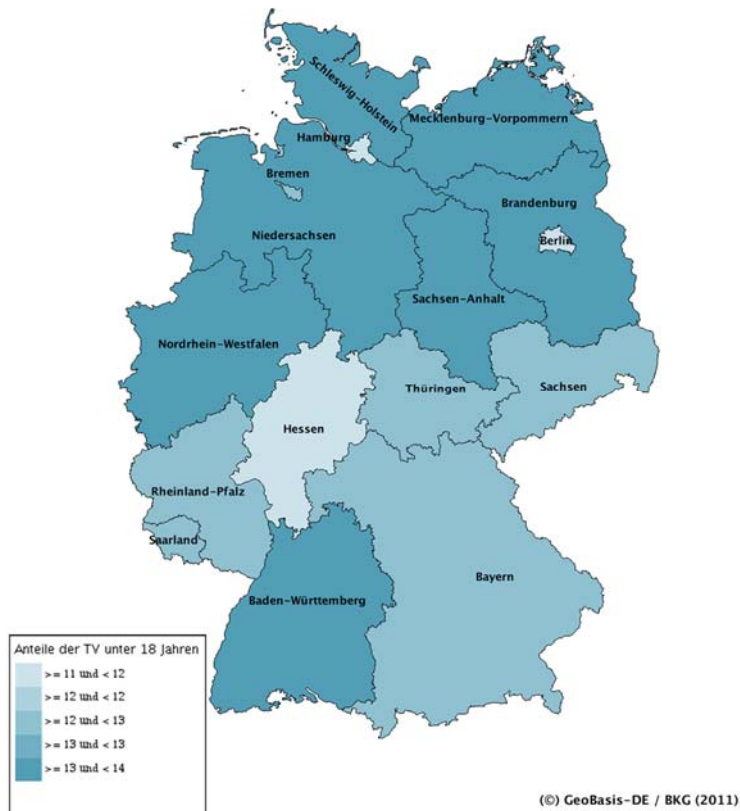 Schleswig-Holstein
Mecklenburg-Vorpommern
Hamburg
Bremen
Brandenburg
Niedersachsen
Berlin
Sachsen-Anhalt
Nordrhein-Westfalen
Thüringen
Sachsen
Hessen
Rheinland-Pfalz
Saarland
Bayern
Baden-Württemberg
Anteile der TV unter 18 Jahren
>= 11 und < 12
>= 12 und < 12
>= 12 und < 13
>= 13 und < 13
>= 13 und < 14
(©) GeoBasis-DE / BKG (2011)